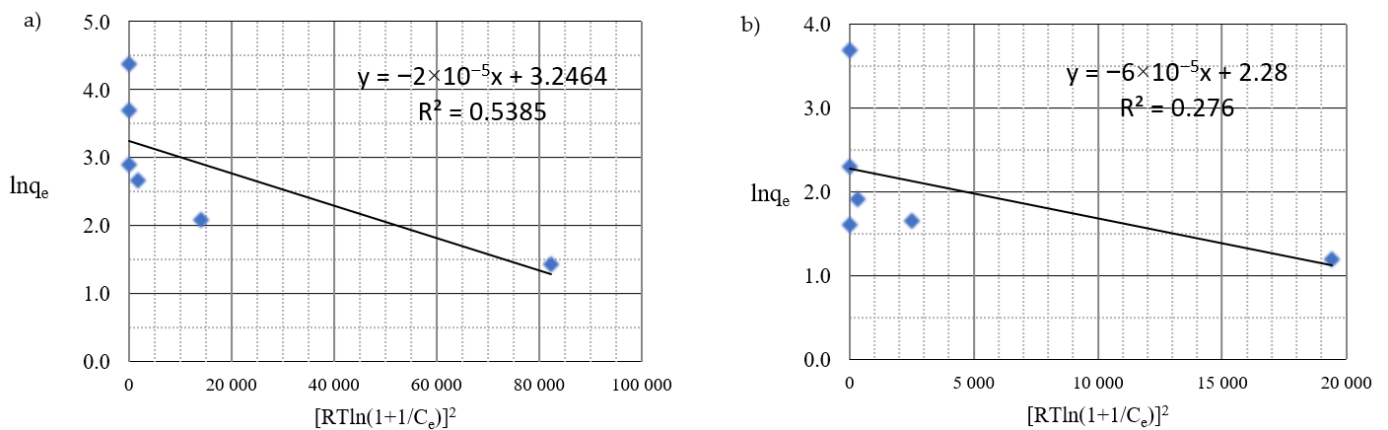 a)
5.0
4.0
3.0
2.0
1.0
0.0
lnqₑ
y = −2×10⁻⁵x + 3.2464
R² = 0.5385
0 20 000 40 000 60 000 80 000 100 000
[RTln(1+1/Cₑ)]²
b)
4.0
3.0
2.0
1.0
0.0
lnqₑ
y = −6×10⁻⁵x + 2.28
R² = 0.276
0 5 000 10 000 15 000 20 000
[RTln(1+1/Cₑ)]²